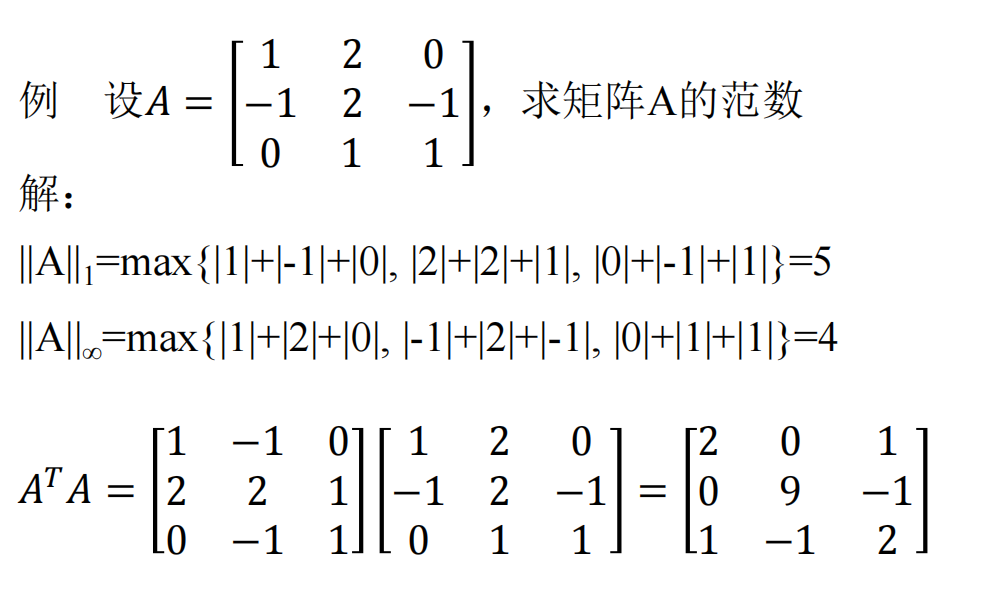 例 设A = [1 2 0; -1 2 -1; 0 1 1]，求矩阵A的范数
解：
||A||₁=max{|1|+|-1|+|0|, |2|+|2|+|1|, |0|+|-1|+|1|}=5
||A||∞=max{|1|+|2|+|0|, |-1|+|2|+|-1|, |0|+|1|+|1|}=4
AᵀA = [1 −1 0; 2 2 1; 0 −1 1][1 2 0; −1 2 −1; 0 1 1] = [2 0 1; 0 9 −1; 1 −1 2]